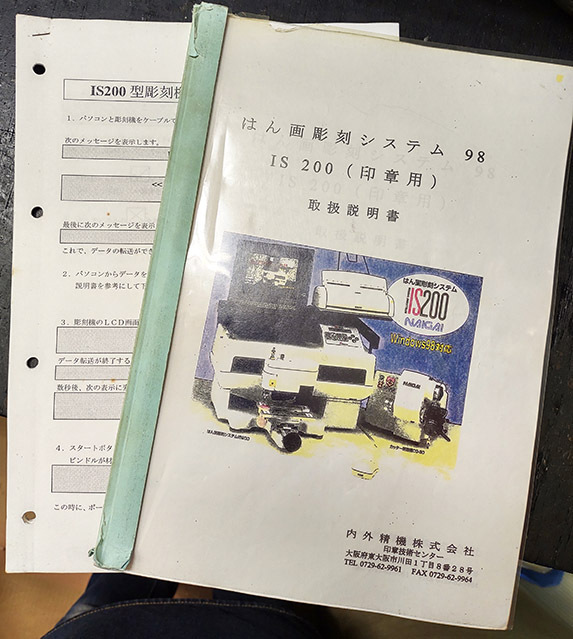 IS200 型彫刻機
1．パソコンと彫刻機をケーブルで
次のメッセージを表示します。
<<
最後に次のメッセージを表示
これで、データの転送ができ
2．パソコンからデータを
説明書を参考にして下
3．彫刻機のＬＣＤ画面
データ転送が終了する
数秒後、次の表示に
4．スタートボタ
ピンドルが材
この時に、ボー
はん画彫刻システム 98
IS 200（印章用）
取扱説明書
はん画彫刻システム
IS200
NAIGAI
Windows98対応
NAIGAI
内外精機株式会社
印章技術センター
大阪府東大阪市川田1丁目8番28号
TEL 0729-62-9961 FAX 0729-62-9964